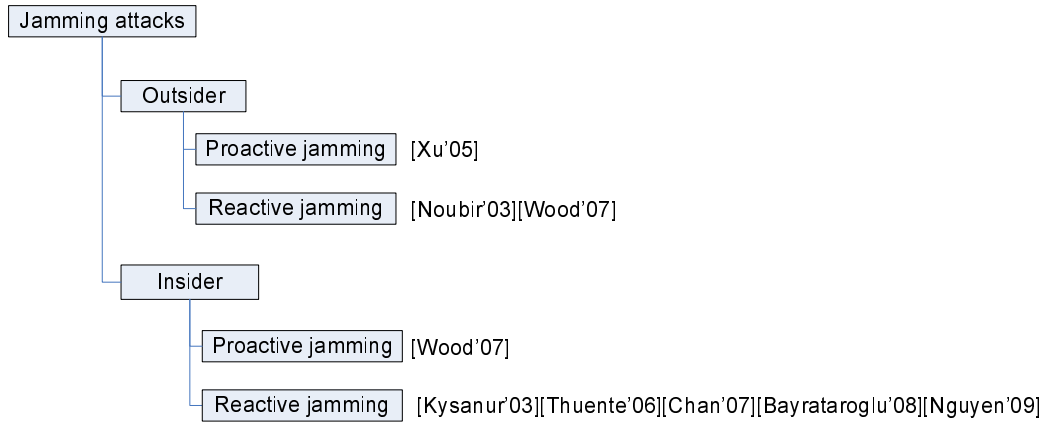 Jamming attacks
Outsider
Proactive jamming [Xu'05]
Reactive jamming [Noubir'03][Wood'07]
Insider
Proactive jamming [Wood'07]
Reactive jamming [Kysanur'03][Thuente'06][Chan'07][Bayrataroglu'08][Nguyen'09]